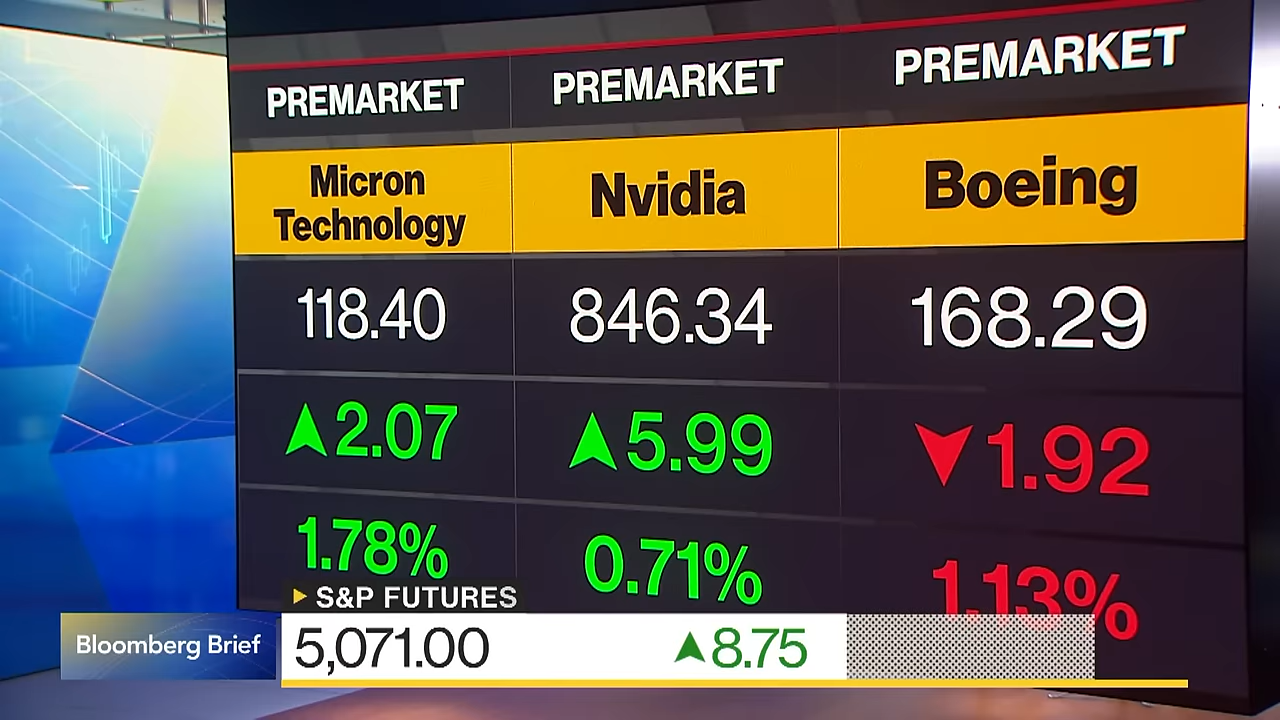 PREMARKET PREMARKET PREMARKET
Micron
Technology
Nvidia
Boeing
118.40 846.34 168.29
▲2.07 ▲5.99 ▼1.92
1.78% 0.71% 1.13%
S&P FUTURES
Bloomberg Brief
5,071.00 ▲8.75